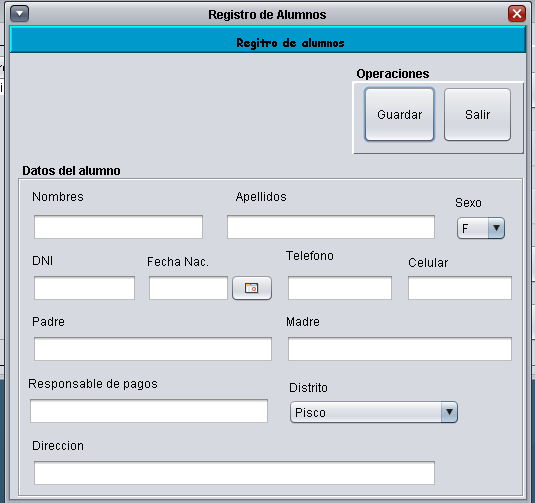 Registro de Alumnos
Regitro de alumnos
Operaciones
Guardar
Salir
Datos del alumno
Nombres
Apellidos
Sexo
F
DNI
Fecha Nac.
Telefono
Celular
Padre
Madre
Responsable de pagos
Distrito
Pisco
Direccion